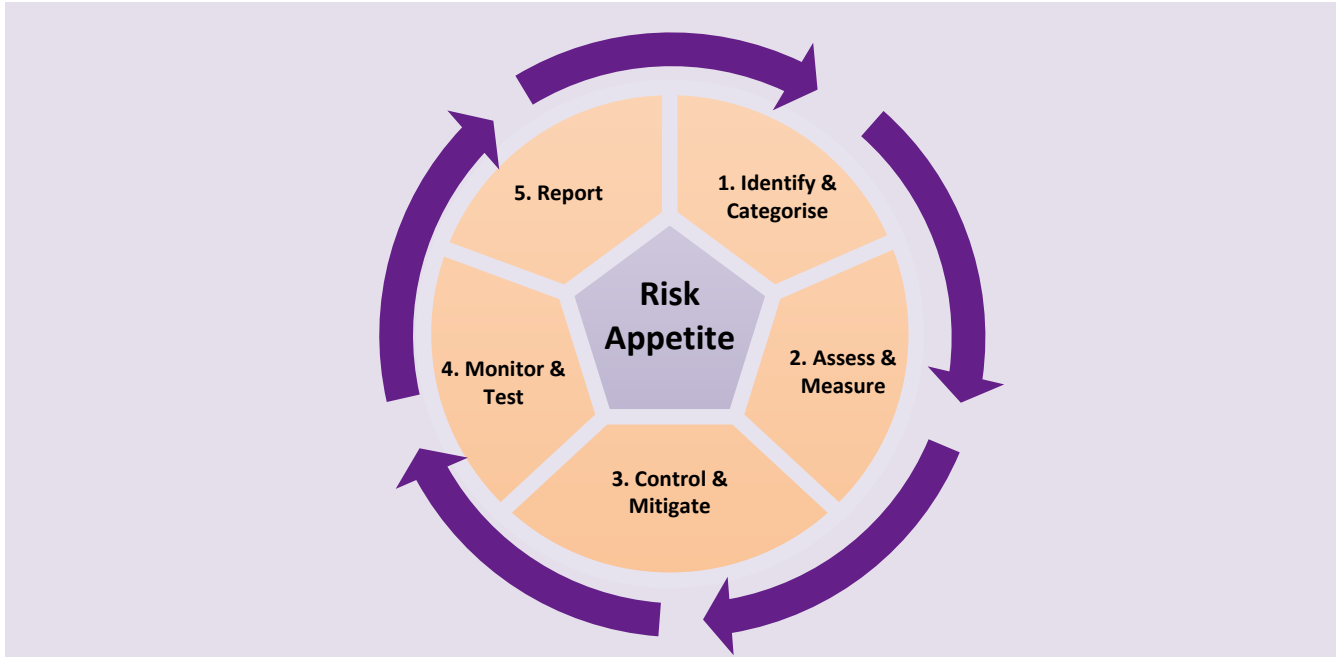 1. Identify &
Categorise
2. Assess &
Measure
3. Control &
Mitigate
4. Monitor &
Test
5. Report
Risk
Appetite